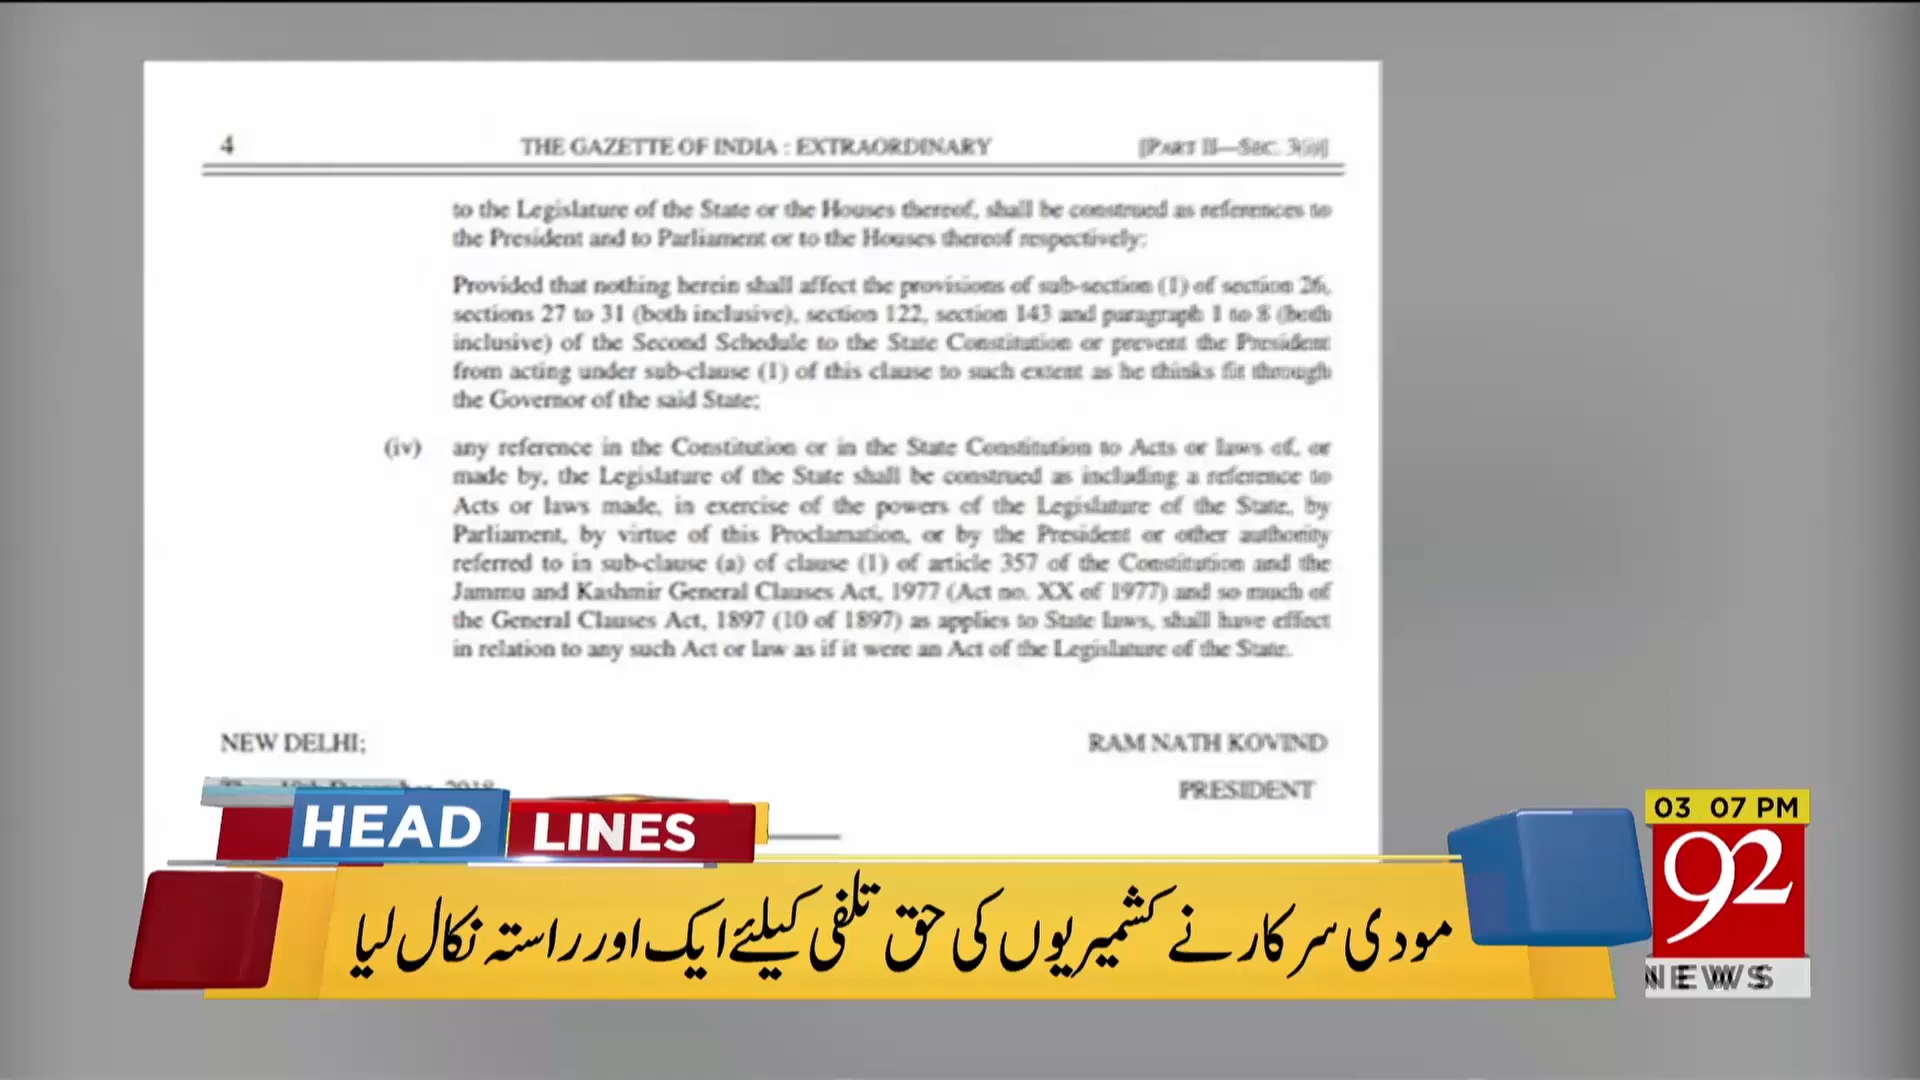 4 THE GAZETTE OF INDIA : EXTRAORDINARY [PART II—SEC. 3(i)]
to the Legislature of the State or the Houses thereof, shall be construed as references to
the President and to Parliament or to the Houses thereof respectively;
Provided that nothing herein shall affect the provisions of sub-section (1) of section 26,
sections 27 to 31 (both inclusive), section 122, section 143 and paragraph 1 to 8 (both
inclusive) of the Second Schedule to the State Constitution or prevent the President
from acting under sub-clause (1) of this clause to such extent as he thinks fit through
the Governor of the said State;
(iv) any reference in the Constitution or in the State Constitution to Acts or laws of, or
made by, the Legislature of the State shall be construed as including a reference to
Acts or laws made, in exercise of the powers of the Legislature of the State, by
Parliament, by virtue of this Proclamation, or by the President or other authority
referred to in sub-clause (a) of clause (1) of article 357 of the Constitution and the
Jammu and Kashmir General Clauses Act, 1977 (Act no. XX of 1977) and so much of
the General Clauses Act, 1897 (10 of 1897) as applies to State laws, shall have effect
in relation to any such Act or law as if it were an Act of the Legislature of the State.
NEW DELHI; RAM NATH KOVIND
PRESIDENT
HEAD LINES
03 07 PM
92
NEWS
مودی سرکار نے کشمیریوں کی حق تلفی کیلئے ایک اور راستہ نکال لیا